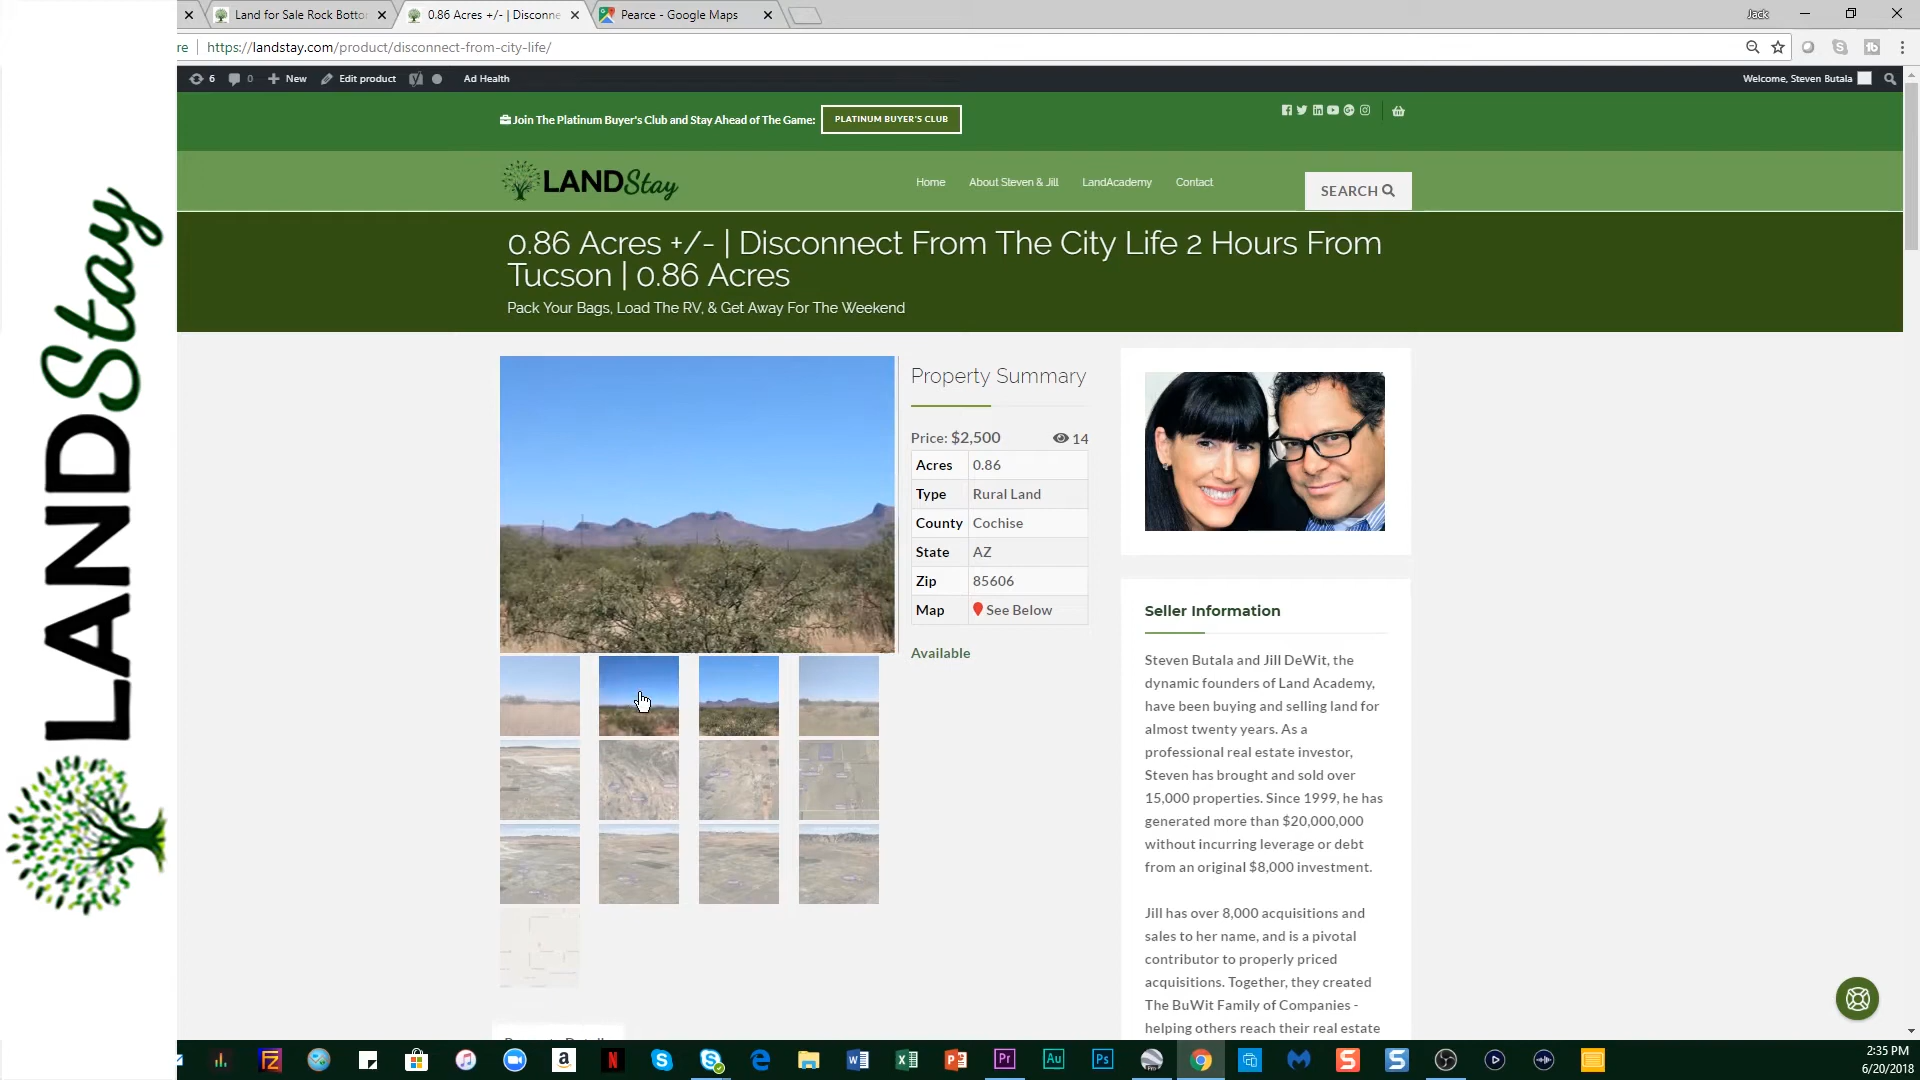 Land for Sale Rock Botto
0.86 Acres +/- | Disconne
Pearce - Google Maps
Jack
re
https://landstay.com/product/disconnect-from-city-life/
6
0
New
Edit product
Ad Health
Welcome, Steven Butala
Join The Platinum Buyer's Club and Stay Ahead of The Game:
PLATINUM BUYER'S CLUB
LANDStay
Home
About Steven & Jill
LandAcademy
Contact
SEARCH
0.86 Acres +/- | Disconnect From The City Life 2 Hours From
Tucson | 0.86 Acres
Pack Your Bags, Load The RV, & Get Away For The Weekend
LANDStay
Property Summary
Price: $2,500
14
Acres 0.86
Type Rural Land
County Cochise
State AZ
Zip 85606
Map See Below
Available
Seller Information
Steven Butala and Jill DeWit, the
dynamic founders of Land Academy,
have been buying and selling land for
almost twenty years. As a
professional real estate investor,
Steven has brought and sold over
15,000 properties. Since 1999, he has
generated more than $20,000,000
without incurring leverage or debt
from an original $8,000 investment.
Jill has over 8,000 acquisitions and
sales to her name, and is a pivotal
contributor to properly priced
acquisitions. Together, they created
The BuWit Family of Companies -
helping others reach their real estate
2:35 PM
6/20/2018